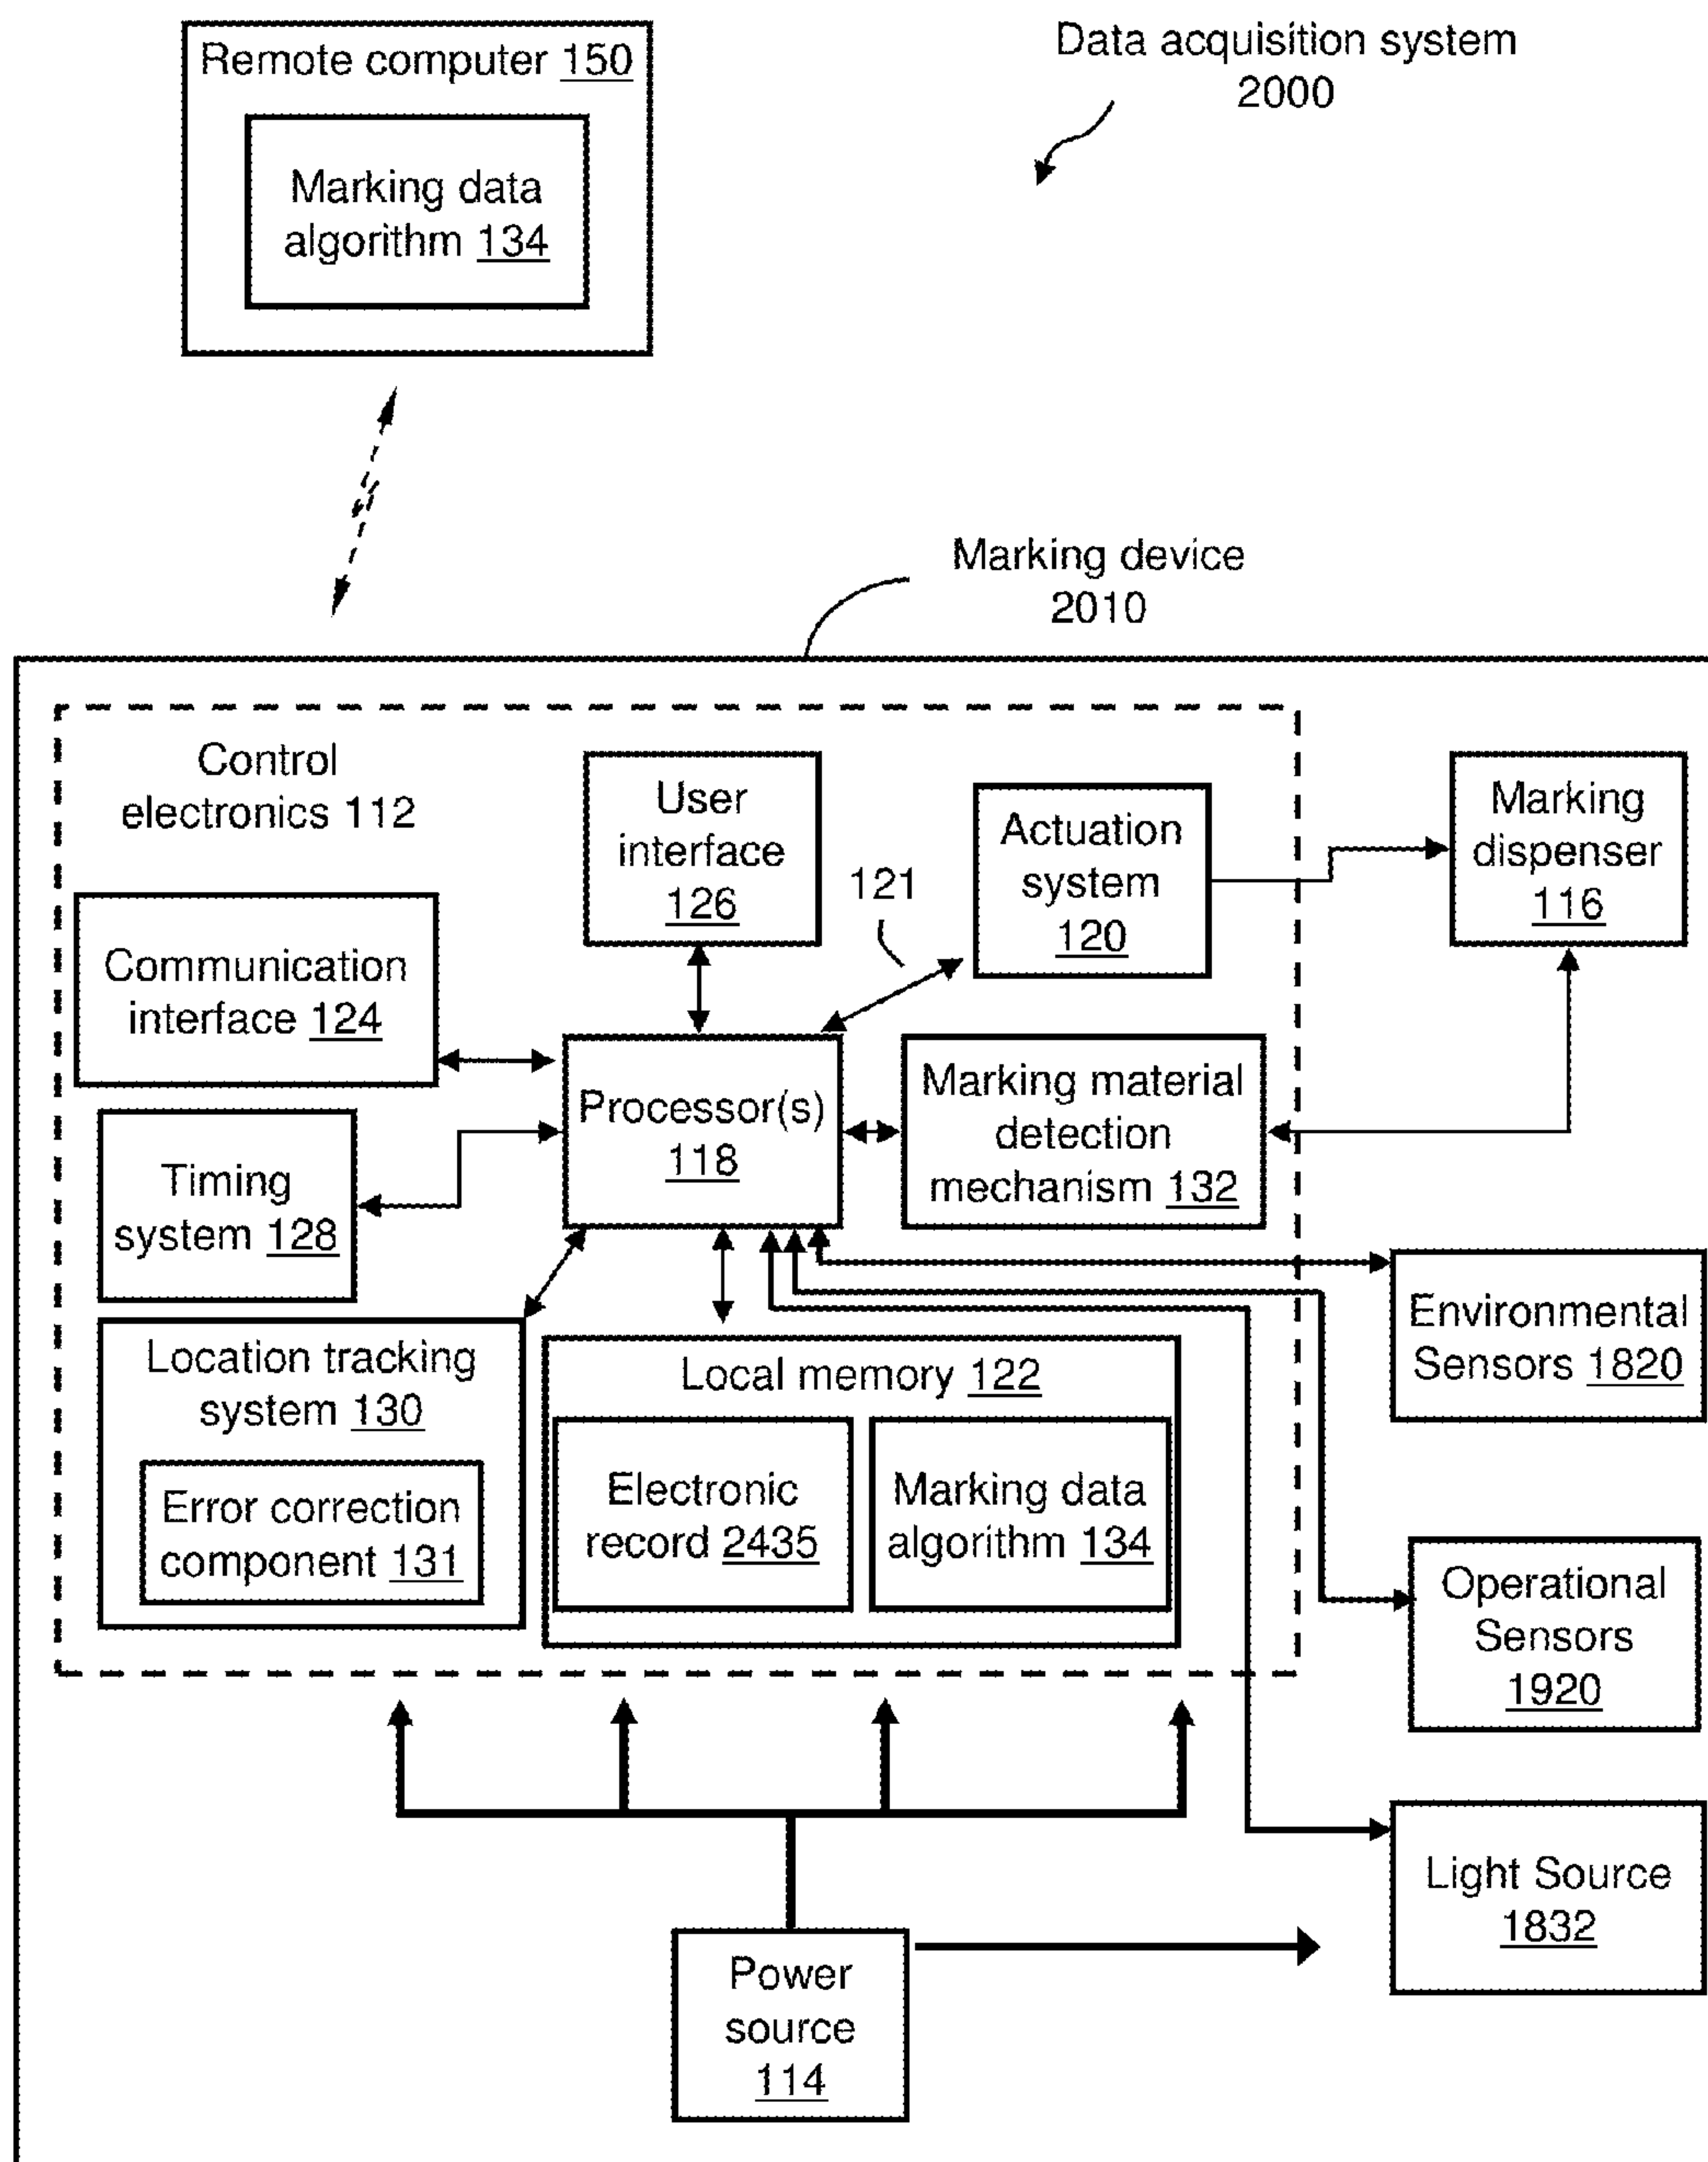 Remote computer 150
Marking data
algorithm 134
Data acquisition system
2000
Marking device
2010
Control
electronics 112
User
interface
126
121
Actuation
system
120
Marking
dispenser
116
Communication
interface 124
Processor(s)
118
Marking material
detection
mechanism 132
Timing
system 128
Location tracking
system 130
Error correction
component 131
Local memory 122
Electronic
record 2435
Marking data
algorithm 134
Environmental
Sensors 1820
Operational
Sensors
1920
Light Source
1832
Power
source
114